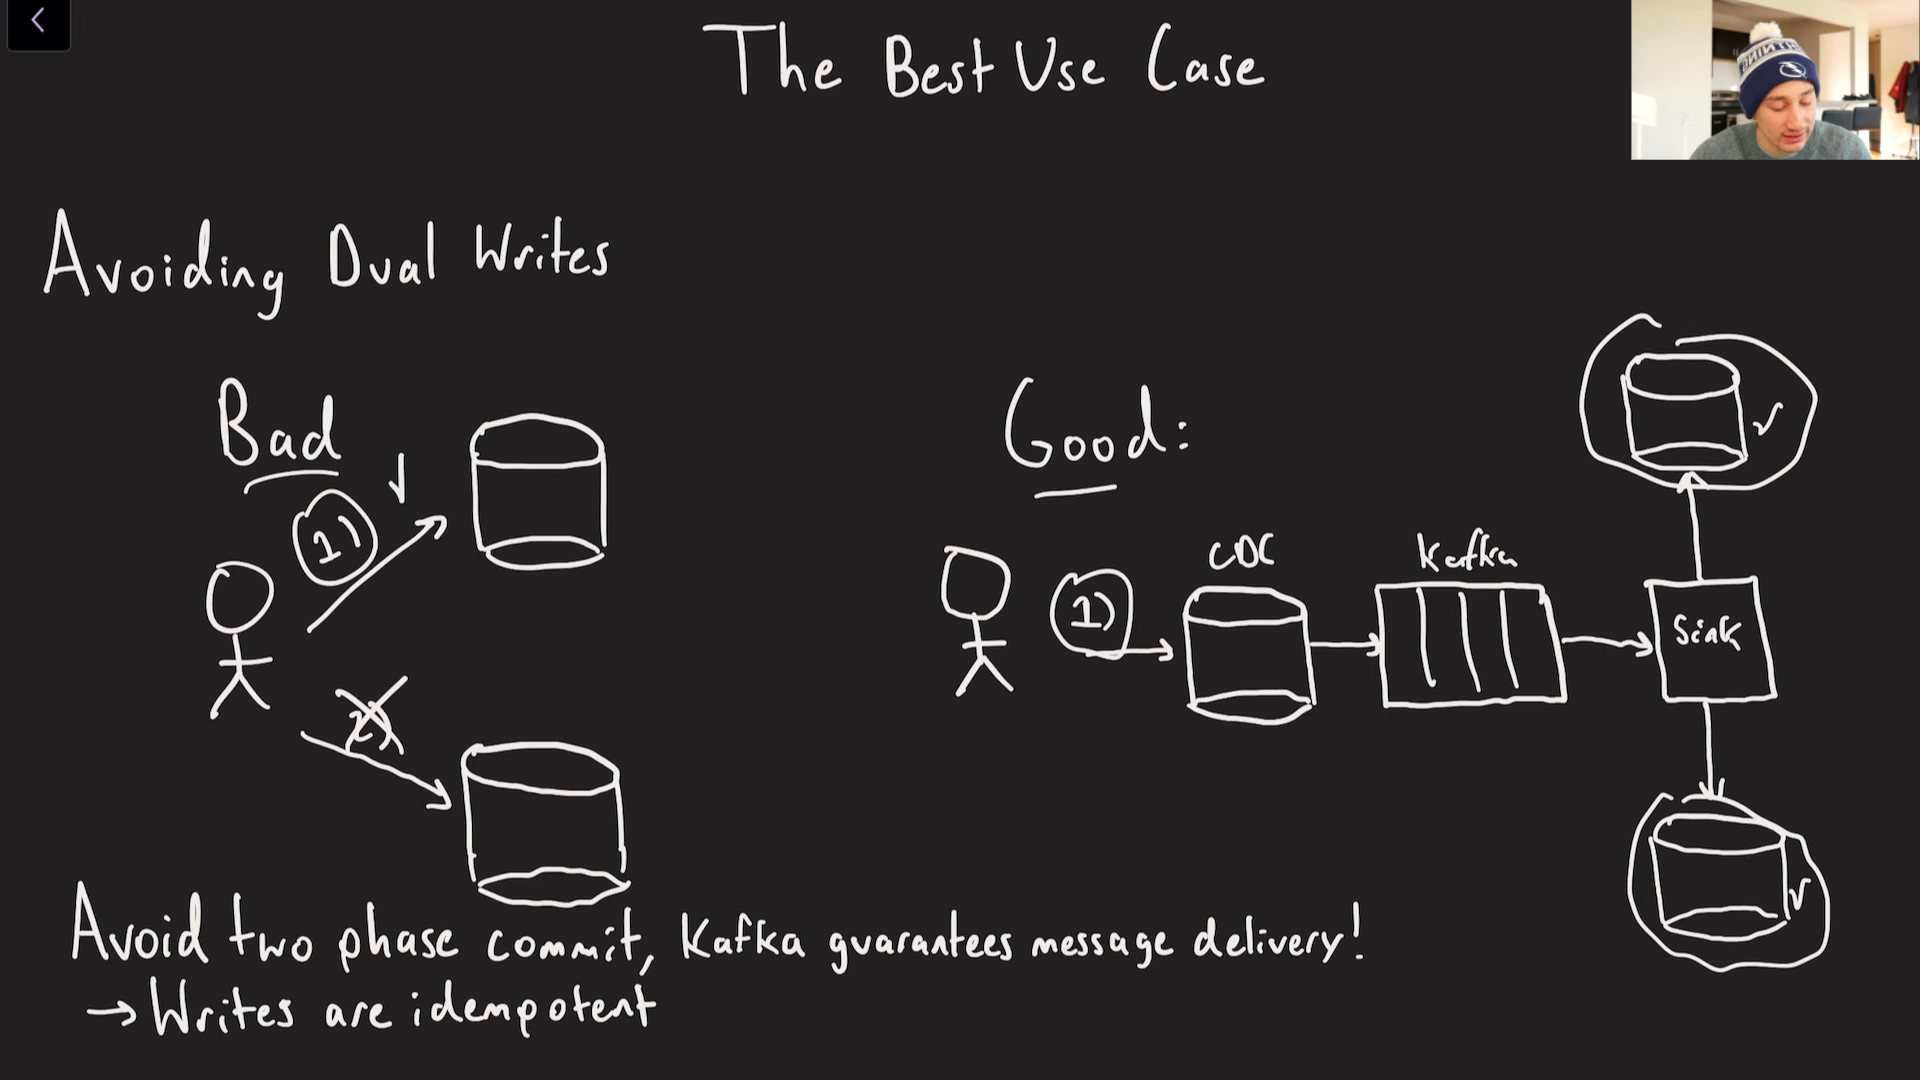 The Best Use Case
Avoiding Dual Writes
Bad
1)
2)
Good:
1)
CDC
Kafka
Sink
Avoid two phase commit, Kafka guarantees message delivery!
→ Writes are idempotent